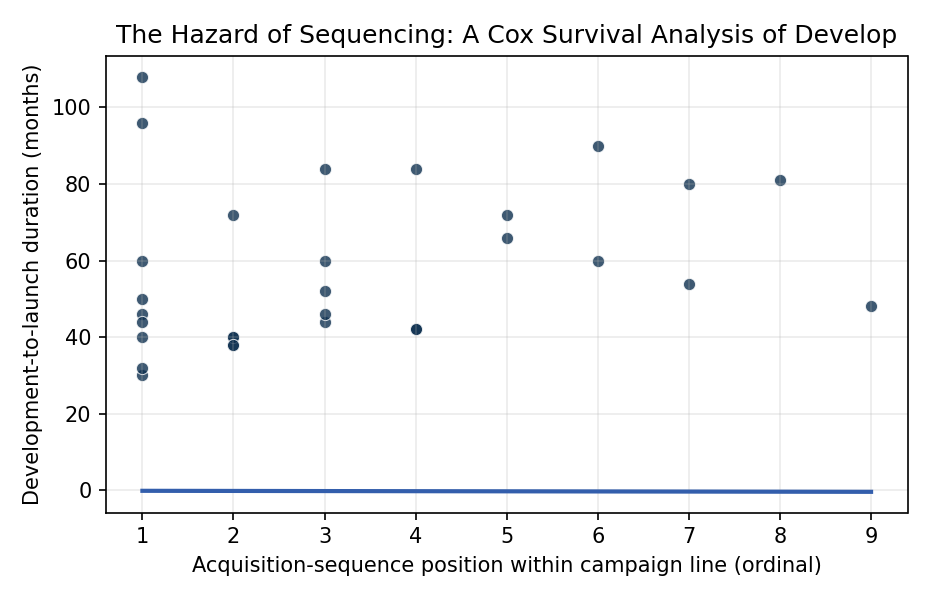 The Hazard of Sequencing: A Cox Survival Analysis of Develop
Development-to-launch duration (months)
100
80
60
40
20
0
1 2 3 4 5 6 7 8 9
Acquisition-sequence position within campaign line (ordinal)